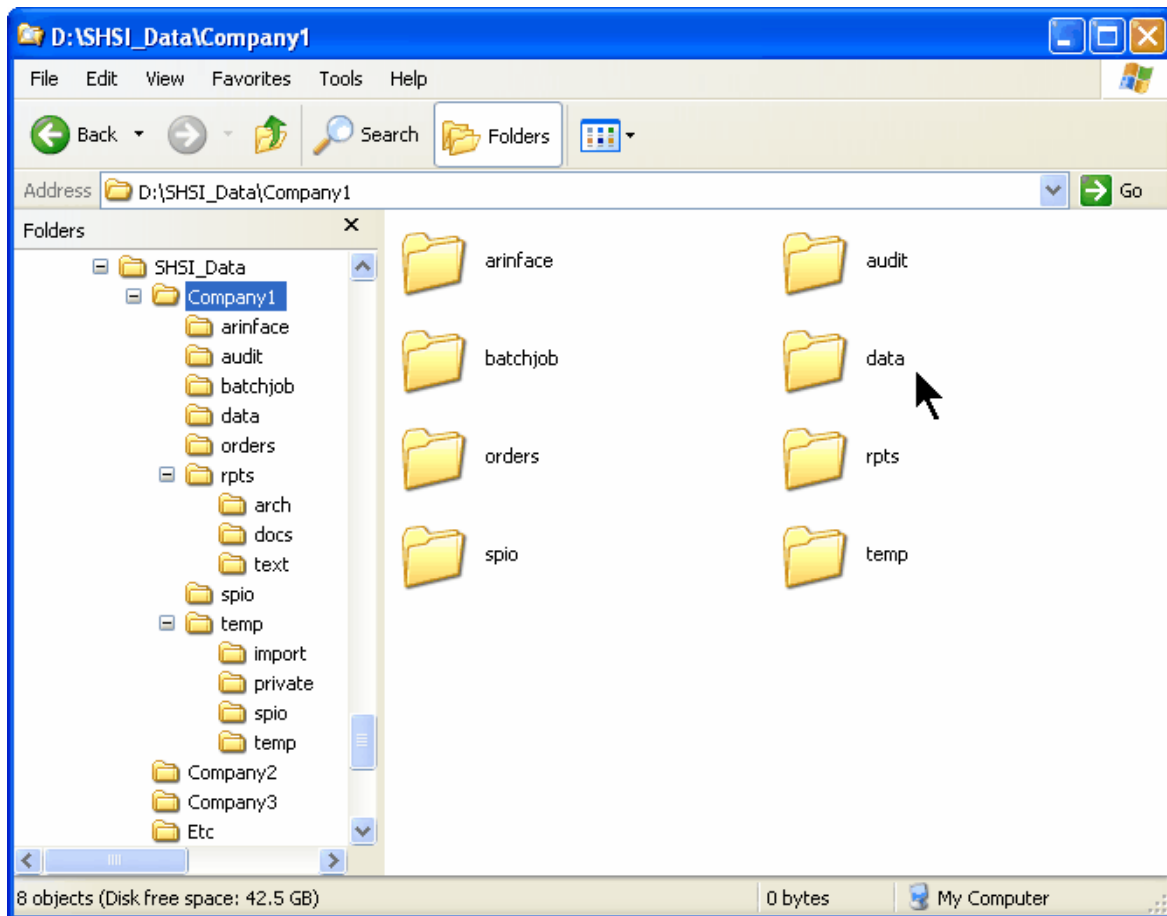 D:\SHSI_Data\Company1
File Edit View Favorites Tools Help
Back Search Folders
Address D:\SHSI_Data\Company1 Go
Folders
SHSI_Data
Company1
arinface
audit
batchjob
data
orders
rpts
arch
docs
text
spio
temp
import
private
spio
temp
Company2
Company3
Etc
arinface audit
batchjob data
orders rpts
spio temp
8 objects (Disk free space: 42.5 GB) 0 bytes My Computer